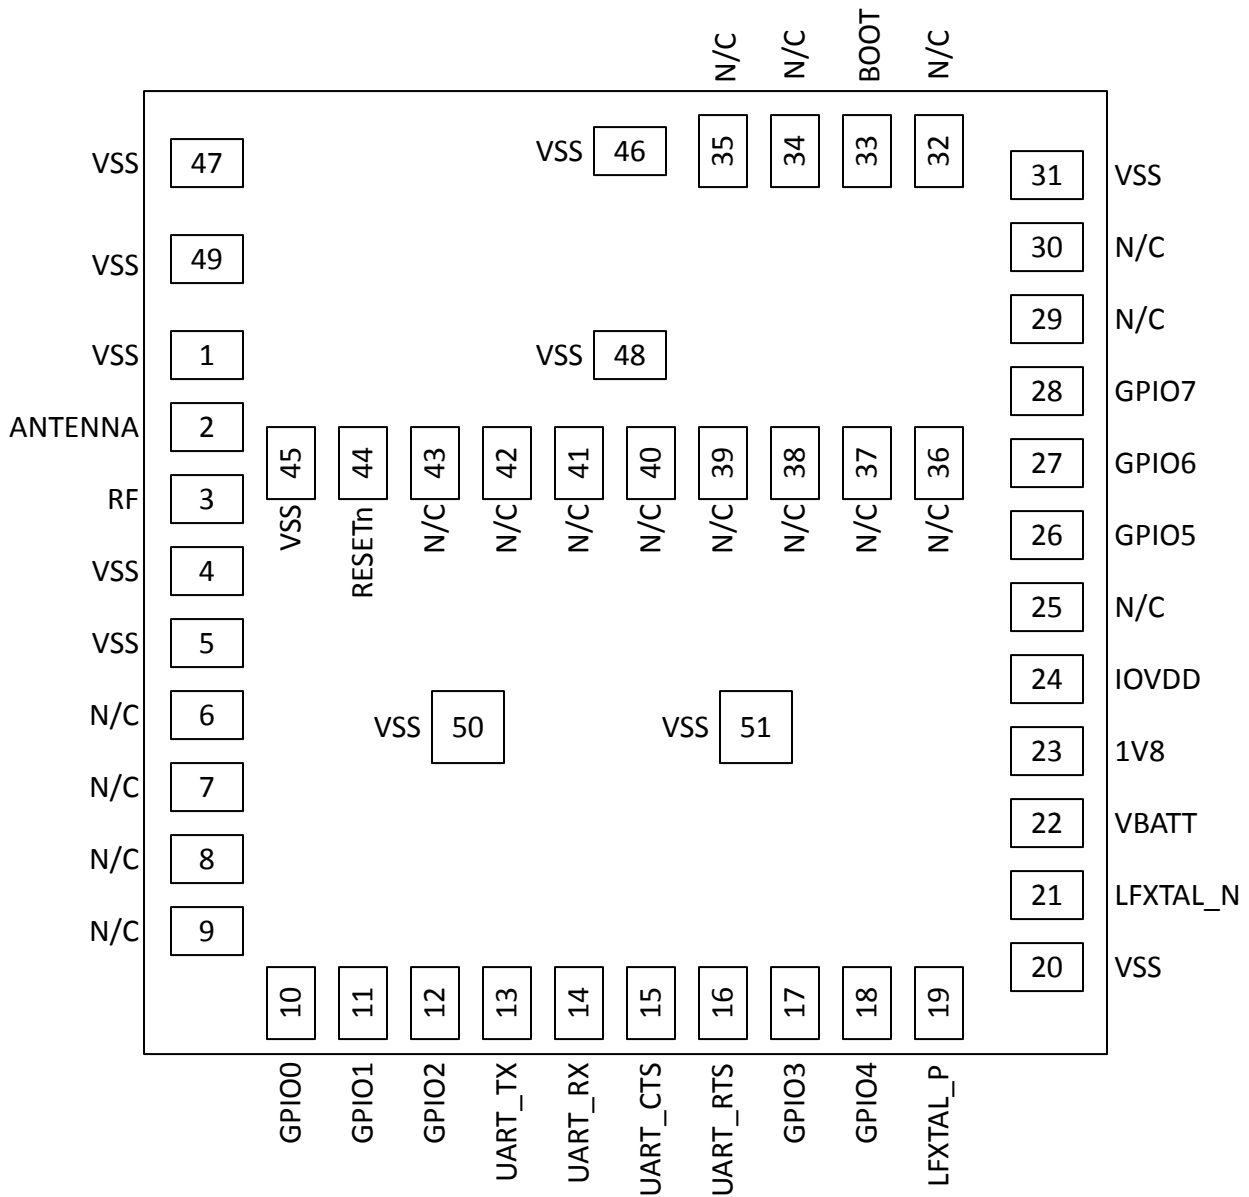 N/C
N/C
BOOT
N/C
35
34
33
32
VSS 47
VSS 46
31 VSS
VSS 49
30 N/C
29 N/C
VSS 1
VSS 48
28 GPIO7
ANTENNA 2
27 GPIO6
45
44
43
42
41
40
39
38
37
36
VSS
RESETn
N/C
N/C
N/C
N/C
N/C
N/C
N/C
N/C
RF 3
26 GPIO5
VSS 4
25 N/C
VSS 5
24 IOVDD
N/C 6
VSS 50
VSS 51
23 1V8
N/C 7
22 VBATT
N/C 8
21 LFXTAL_N
N/C 9
20 VSS
10
11
12
13
14
15
16
17
18
19
GPIO0
GPIO1
GPIO2
UART_TX
UART_RX
UART_CTS
UART_RTS
GPIO3
GPIO4
LFXTAL_P